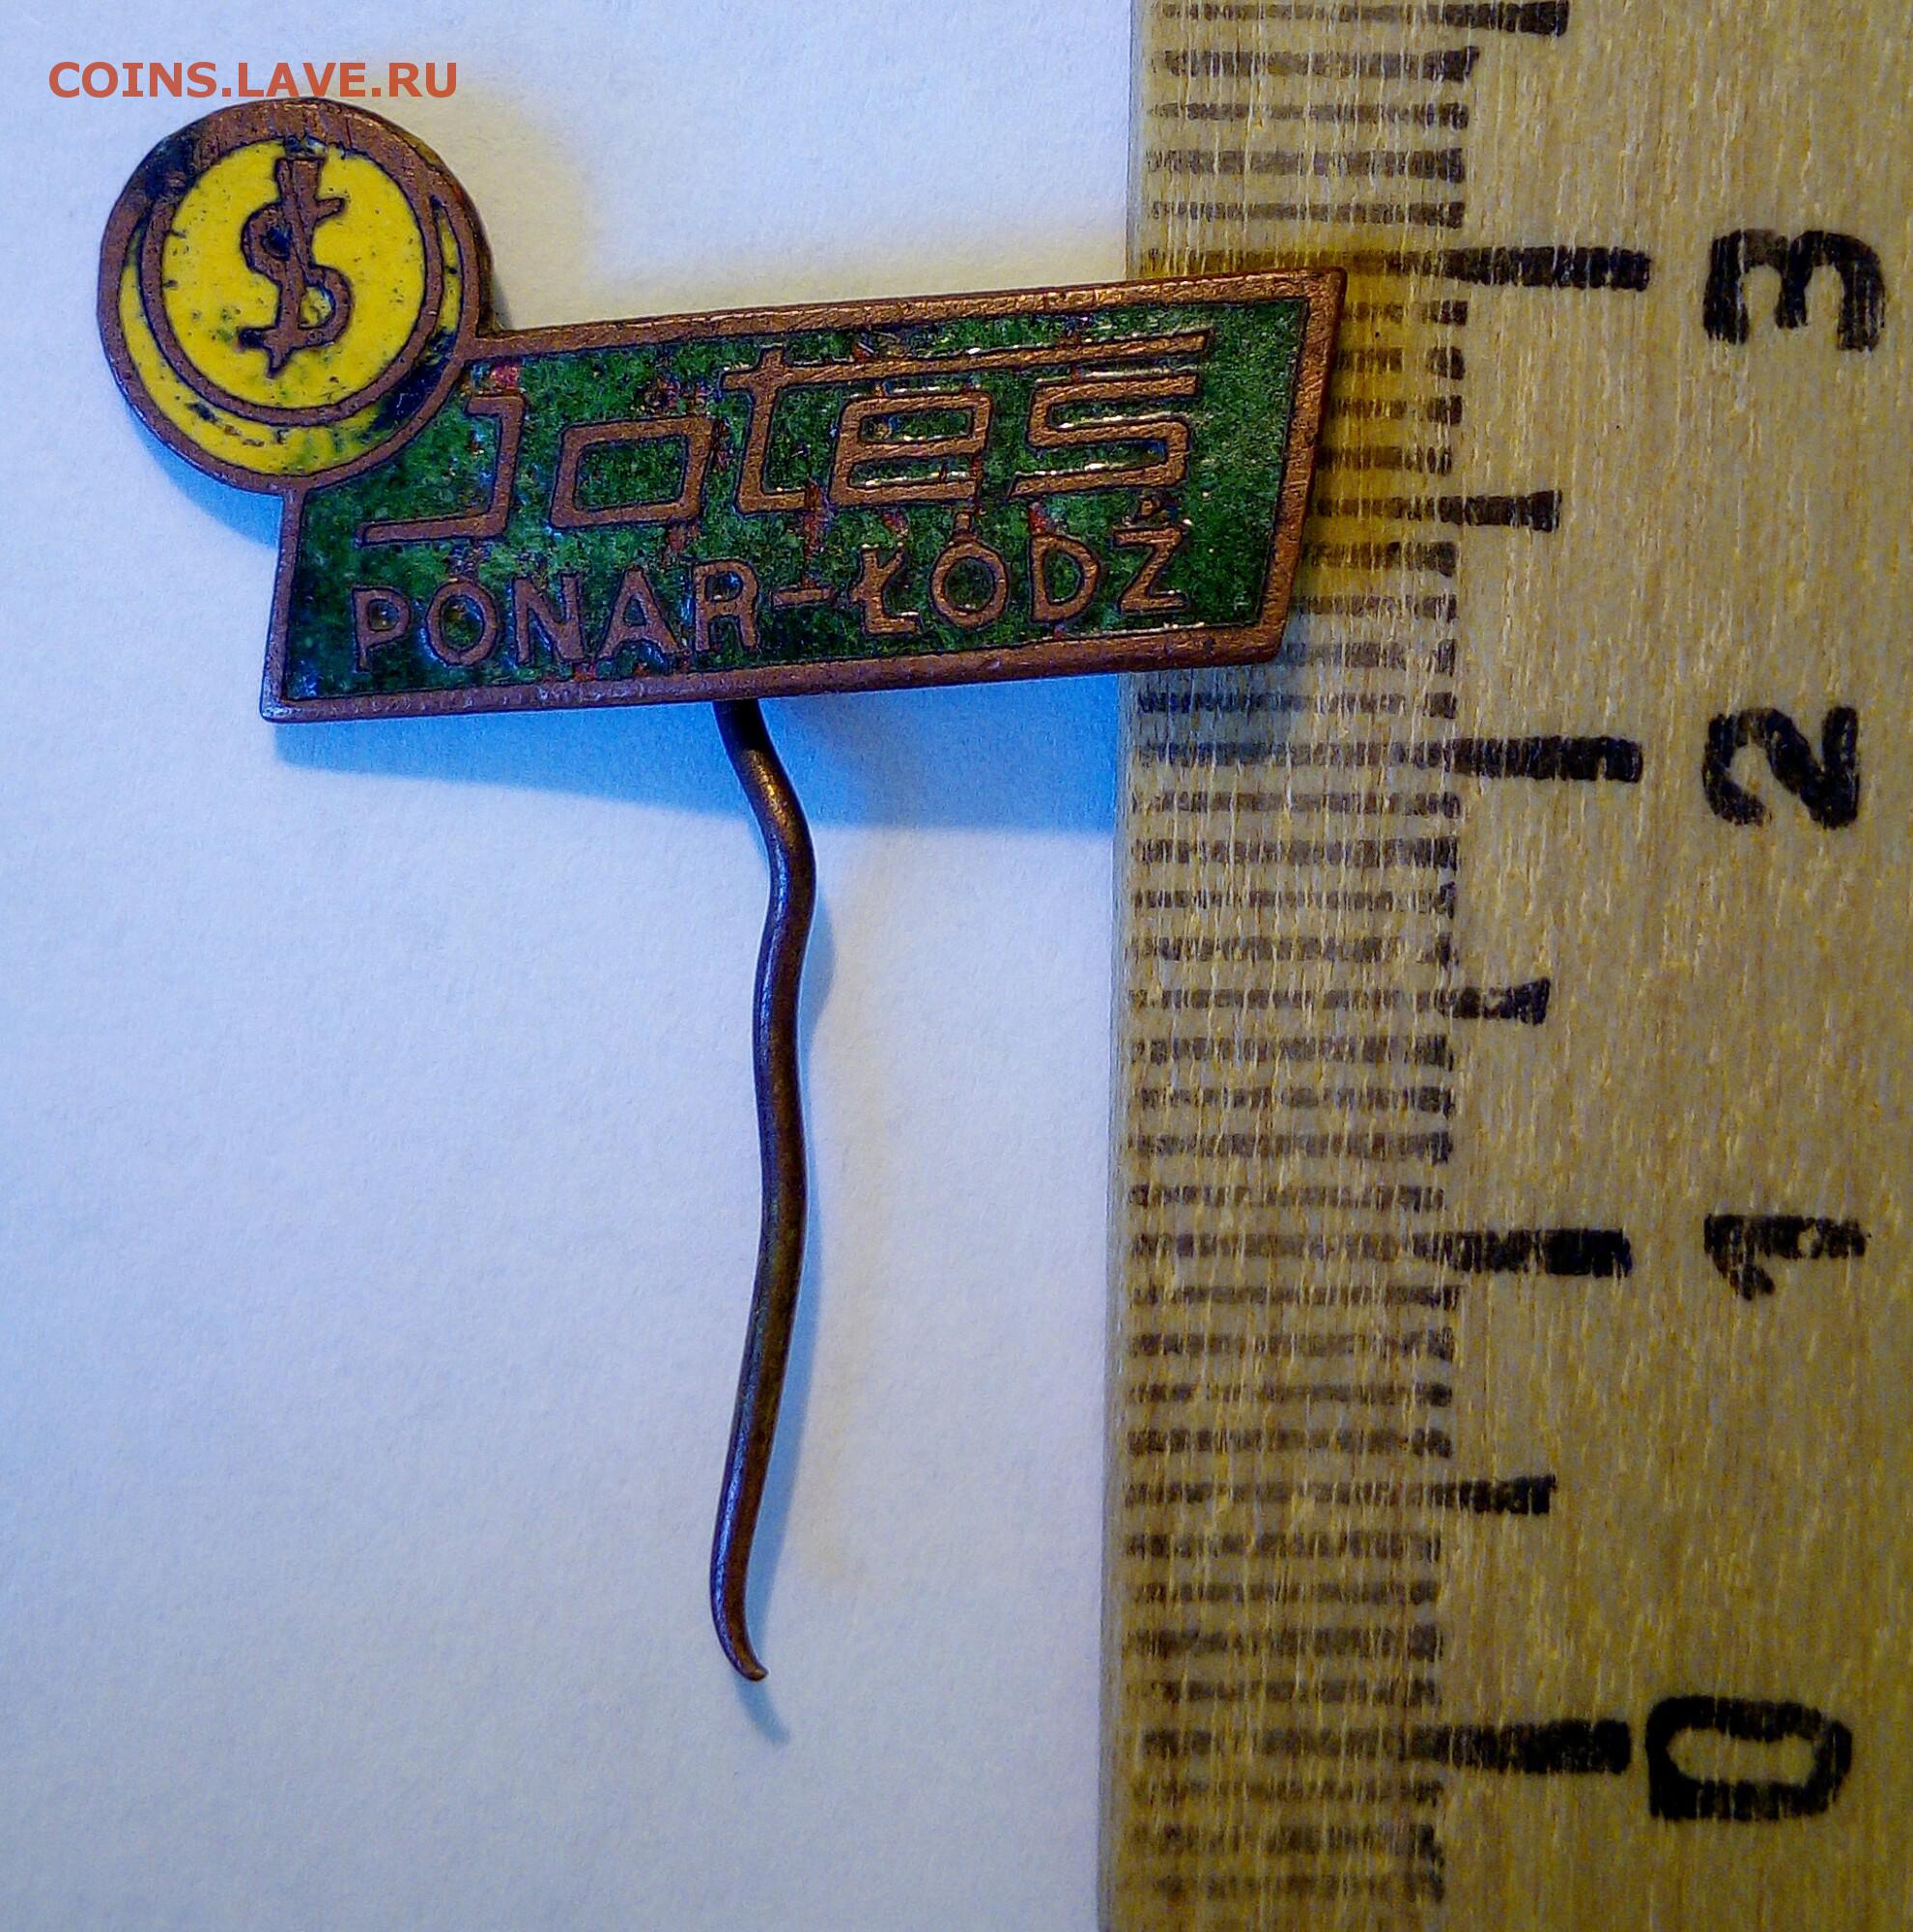 COINS.LAVE.RU
jotes
PONAR-ŁÓDŹ
3
2
1
0